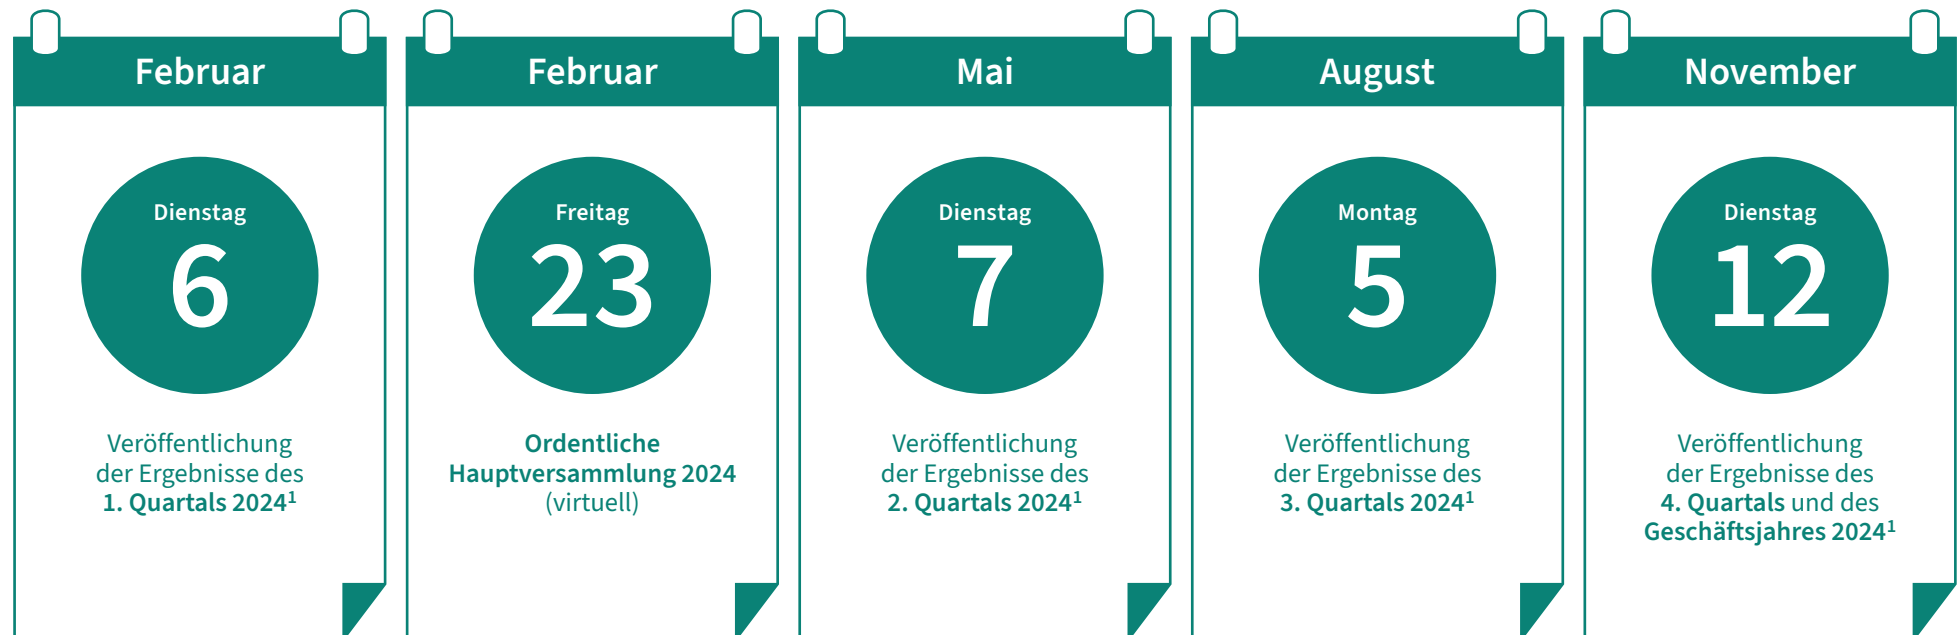 Februar
Dienstag
6
Veröffentlichung
der Ergebnisse des
1. Quartals 2024¹
Februar
Freitag
23
Ordentliche
Hauptversammlung 2024
(virtuell)
Mai
Dienstag
7
Veröffentlichung
der Ergebnisse des
2. Quartals 2024¹
August
Montag
5
Veröffentlichung
der Ergebnisse des
3. Quartals 2024¹
November
Dienstag
12
Veröffentlichung
der Ergebnisse des
4. Quartals und des
Geschäftsjahres 2024¹